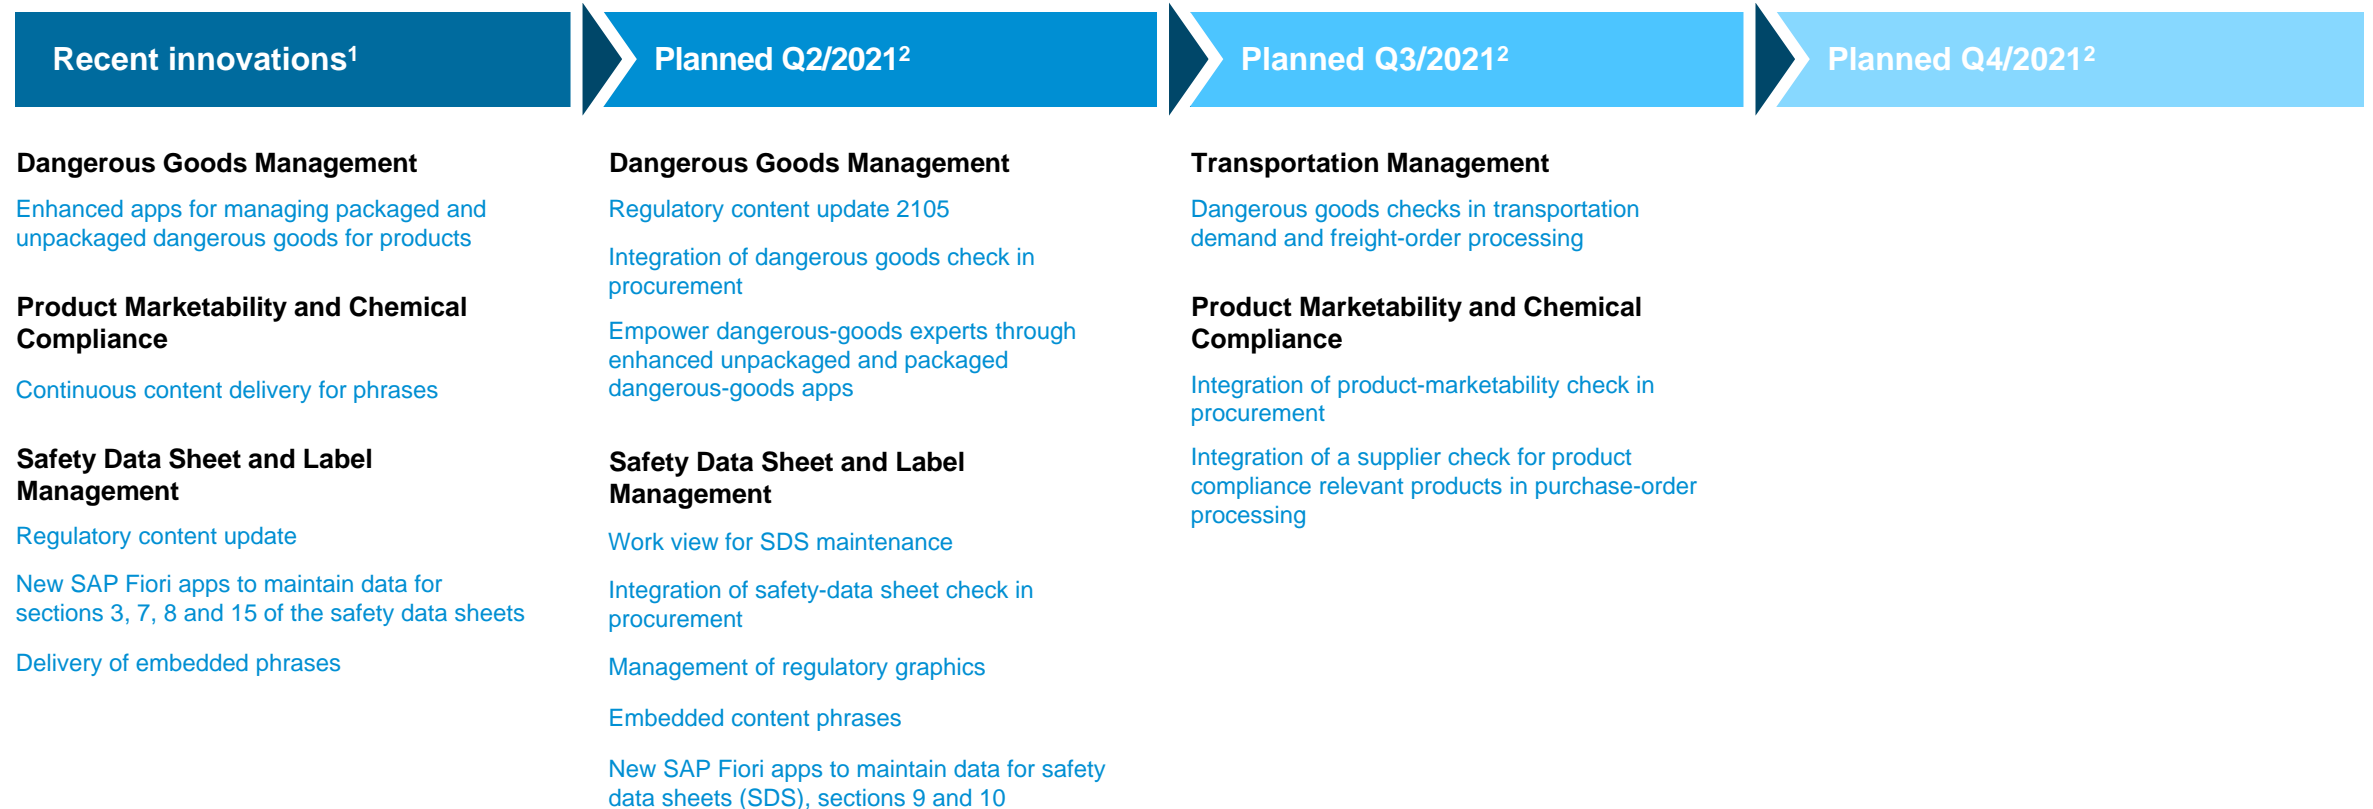 Recent innovations¹
Planned Q2/2021²
Planned Q3/2021²
Planned Q4/2021²
Dangerous Goods Management
Enhanced apps for managing packaged and
unpackaged dangerous goods for products
Product Marketability and Chemical
Compliance
Continuous content delivery for phrases
Safety Data Sheet and Label
Management
Regulatory content update
New SAP Fiori apps to maintain data for
sections 3, 7, 8 and 15 of the safety data sheets
Delivery of embedded phrases
Dangerous Goods Management
Regulatory content update 2105
Integration of dangerous goods check in
procurement
Empower dangerous-goods experts through
enhanced unpackaged and packaged
dangerous-goods apps
Safety Data Sheet and Label
Management
Work view for SDS maintenance
Integration of safety-data sheet check in
procurement
Management of regulatory graphics
Embedded content phrases
New SAP Fiori apps to maintain data for safety
data sheets (SDS), sections 9 and 10
Transportation Management
Dangerous goods checks in transportation
demand and freight-order processing
Product Marketability and Chemical
Compliance
Integration of product-marketability check in
procurement
Integration of a supplier check for product
compliance relevant products in purchase-order
processing